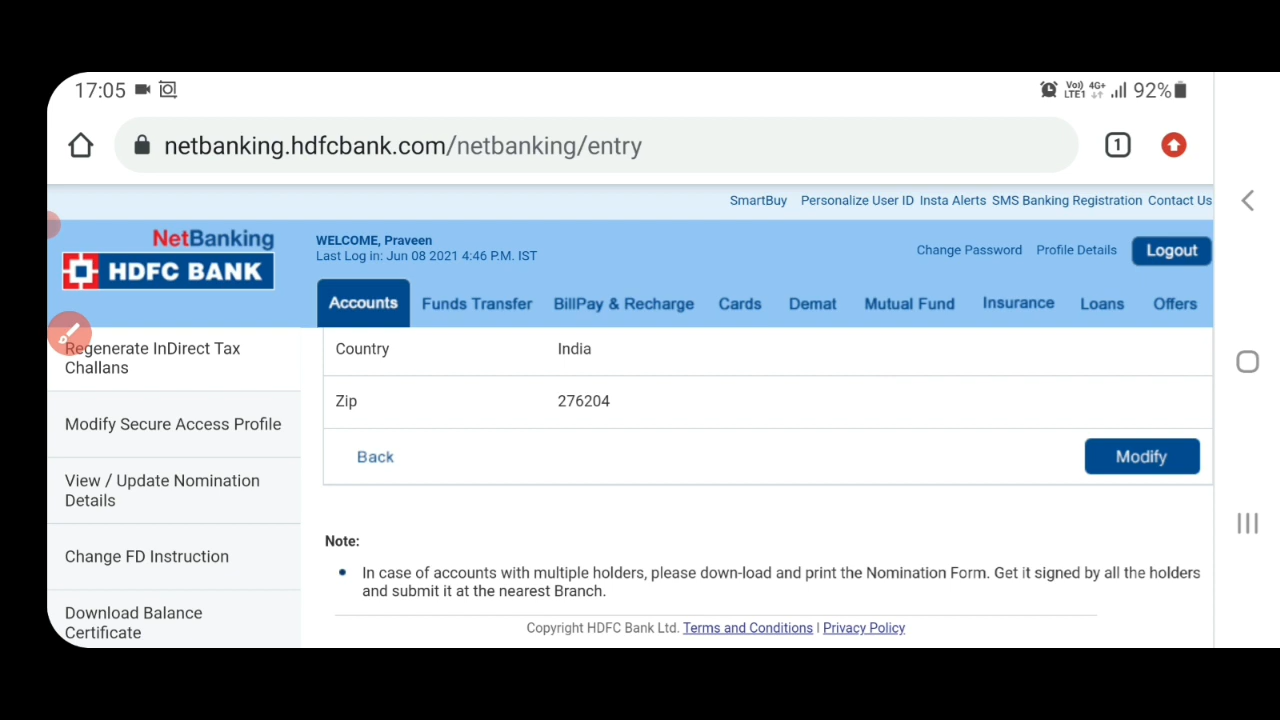 17:05 Vo) LTE1 4G+ 92%
netbanking.hdfcbank.com/netbanking/entry 1
SmartBuy Personalize User ID Insta Alerts SMS Banking Registration Contact Us
NetBanking
HDFC BANK
WELCOME, Praveen
Last Log in: Jun 08 2021 4:46 P.M. IST
Change Password Profile Details Logout
Accounts Funds Transfer BillPay & Recharge Cards Demat Mutual Fund Insurance Loans Offers
Regenerate InDirect Tax
Challans
Modify Secure Access Profile
View / Update Nomination
Details
Change FD Instruction
Download Balance
Certificate
Country India
Zip 276204
Back Modify
Note:
• In case of accounts with multiple holders, please down-load and print the Nomination Form. Get it signed by all the holders
and submit it at the nearest Branch.
Copyright HDFC Bank Ltd. Terms and Conditions | Privacy Policy